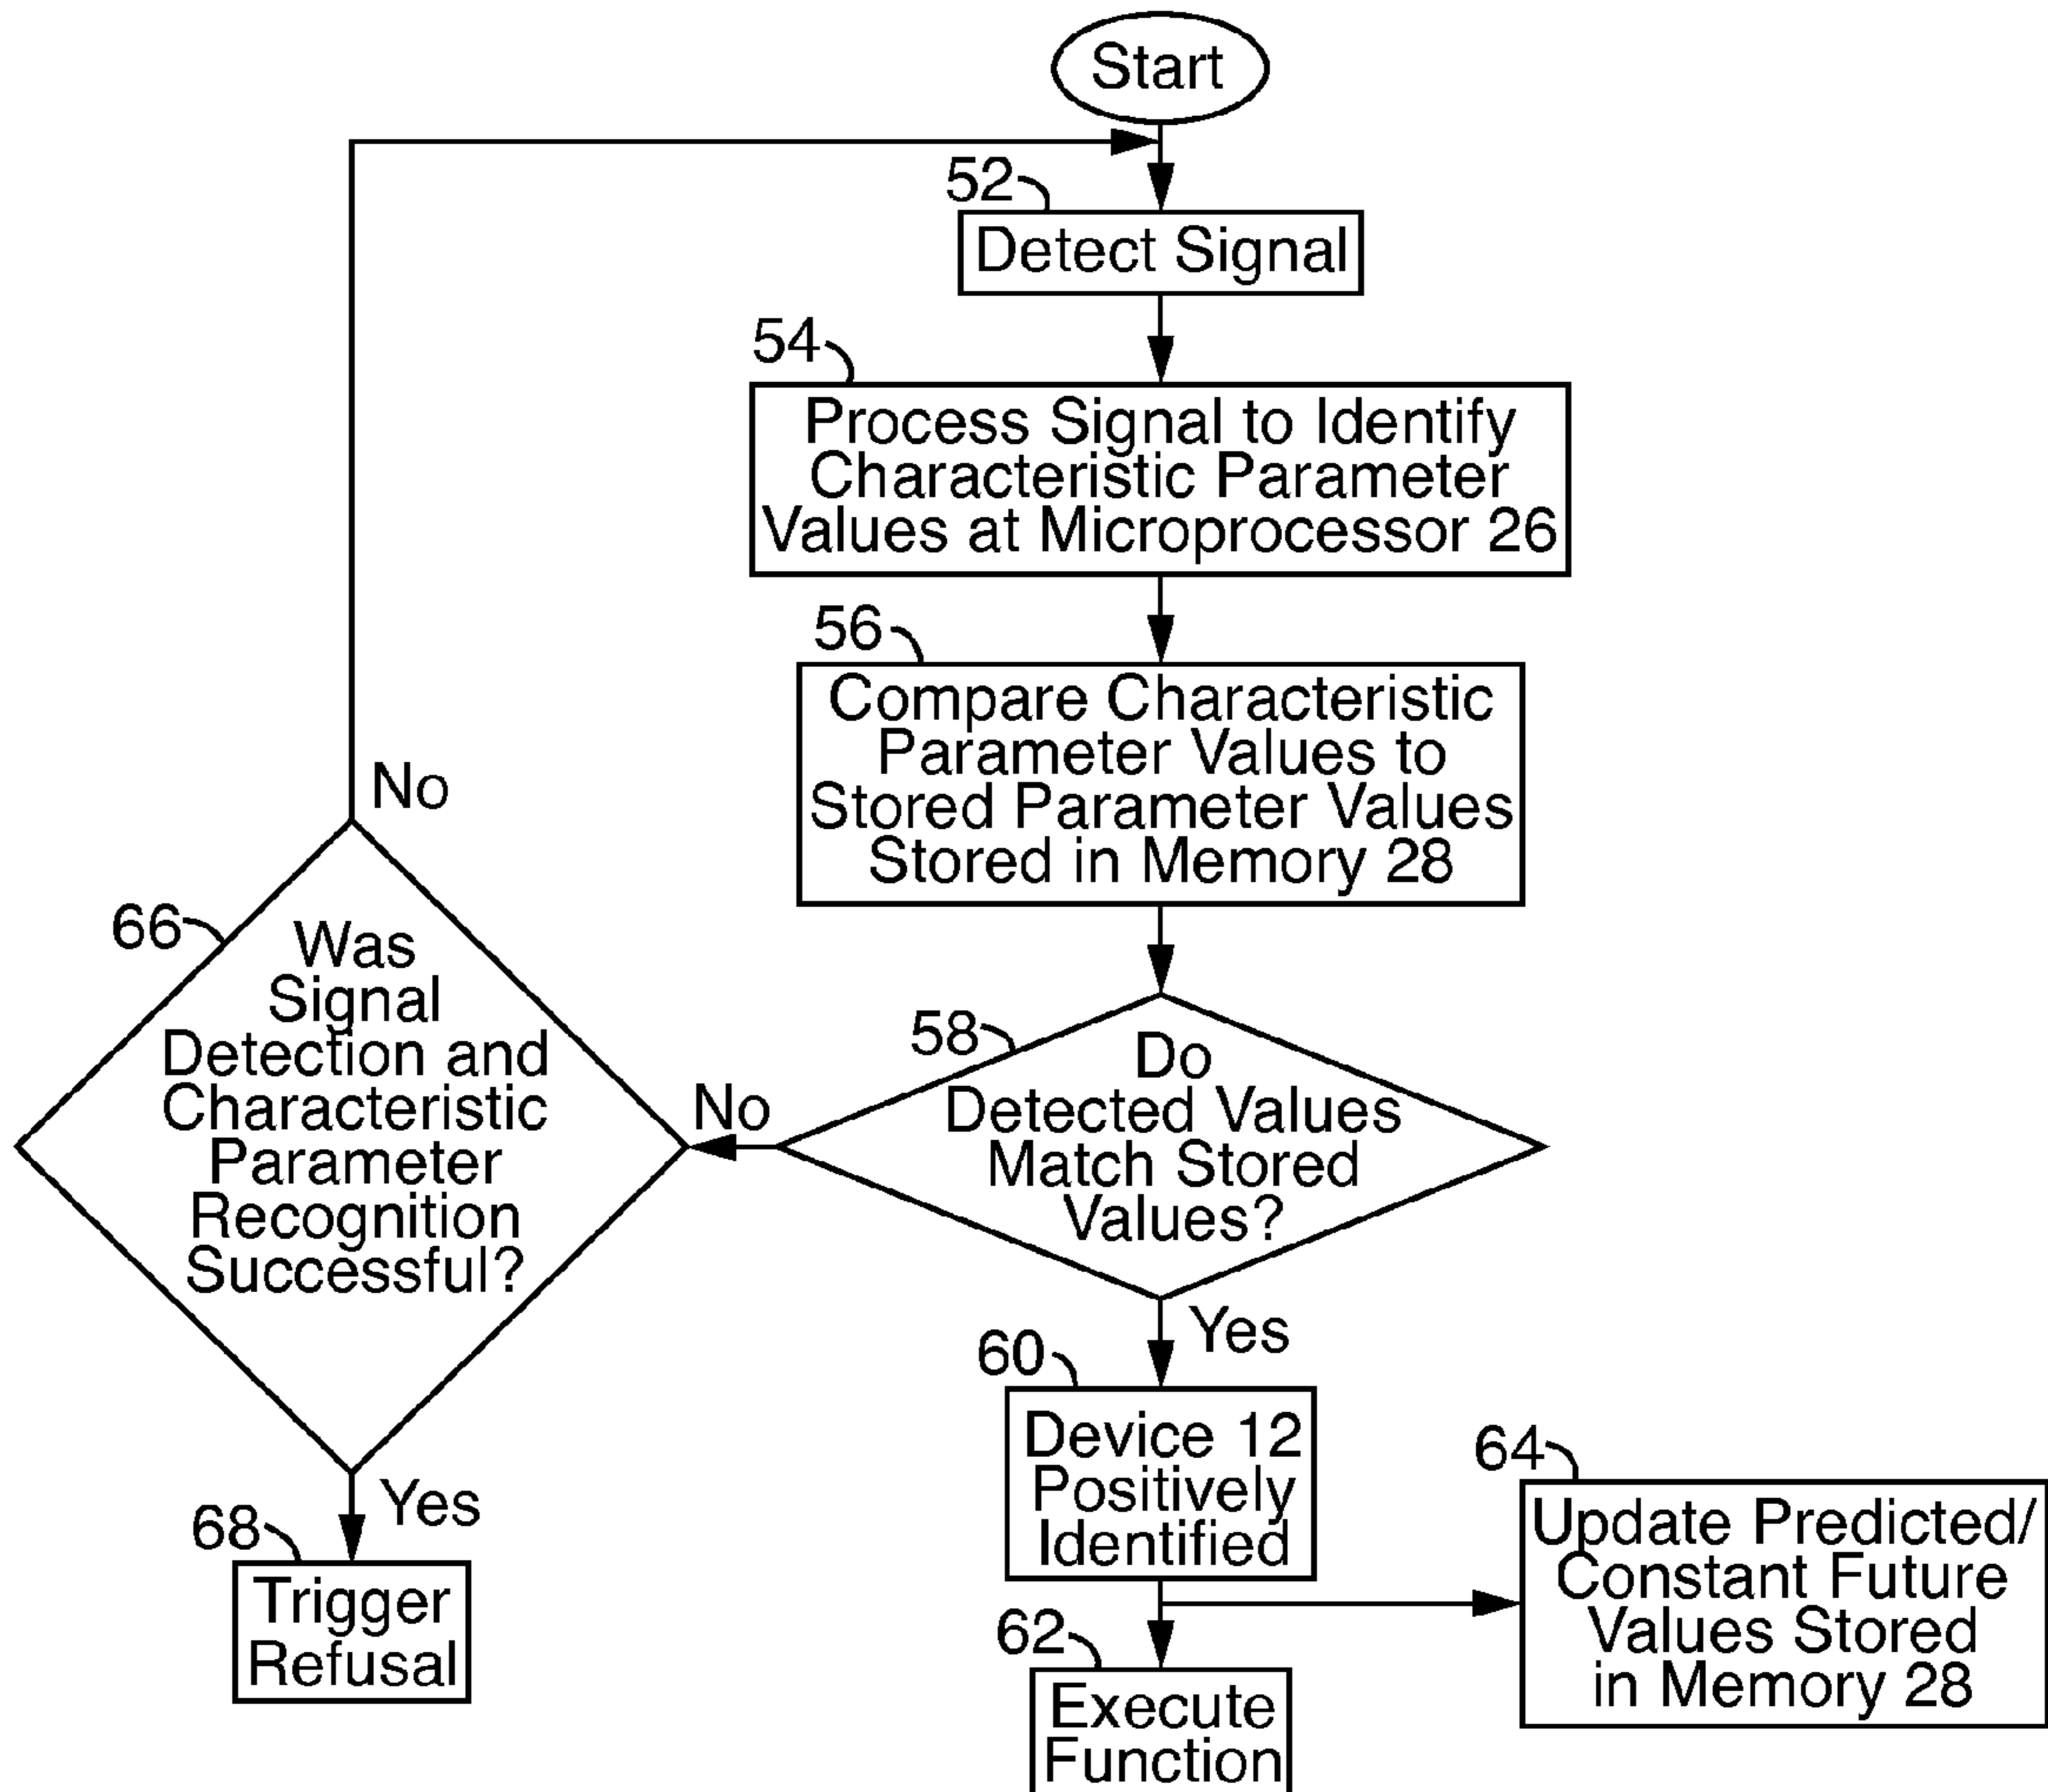 Start
52
Detect Signal
54
Process Signal to Identify
Characteristic Parameter
Values at Microprocessor 26
56
Compare Characteristic
Parameter Values to
Stored Parameter Values
Stored in Memory 28
58
Do
Detected Values
Match Stored
Values?
No
66
Was
Signal
Detection and
Characteristic
Parameter
Recognition
Successful?
No
Yes
68
Trigger
Refusal
Yes
60
Device 12
Positively
Identified
64
Update Predicted/
Constant Future
Values Stored
in Memory 28
62
Execute
Function